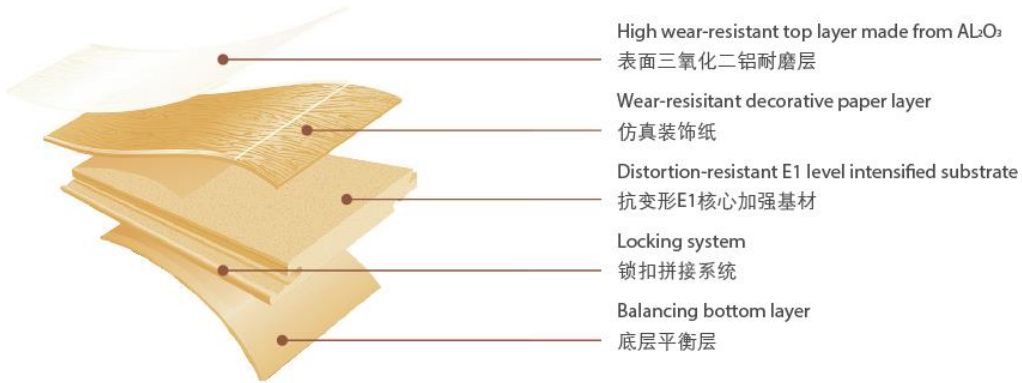 High wear-resistant top layer made from AL₂O₃
表面三氧化二铝耐磨层
Wear-resisitant decorative paper layer
仿真装饰纸
Distortion-resistant E1 level intensified substrate
抗变形E1核心加强基材
Locking system
锁扣拼接系统
Balancing bottom layer
底层平衡层